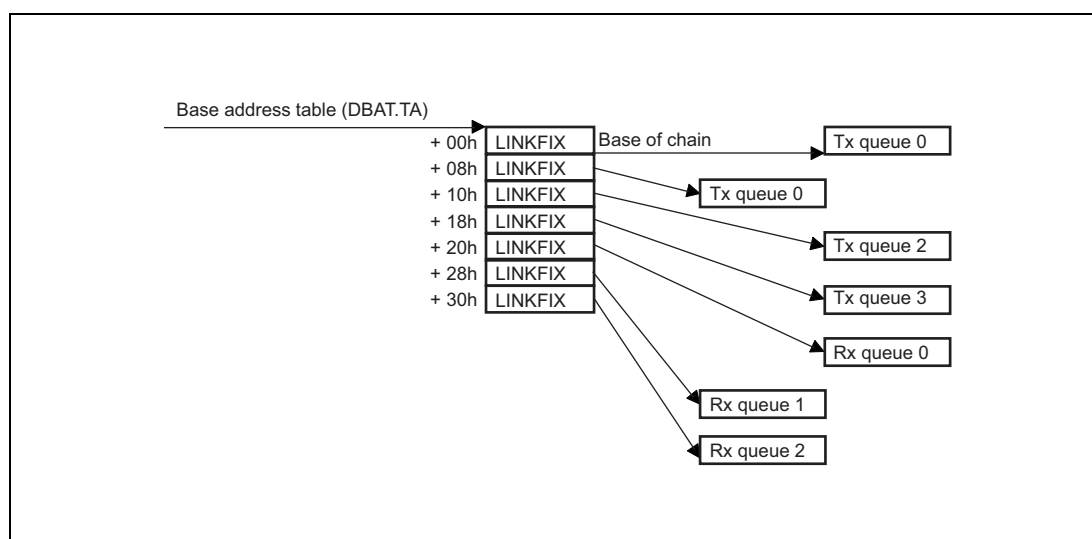 Base address table (DBAT.TA)
+ 00h LINKFIX Base of chain Tx queue 0
+ 08h LINKFIX Tx queue 0
+ 10h LINKFIX
+ 18h LINKFIX Tx queue 2
+ 20h LINKFIX
+ 28h LINKFIX
+ 30h LINKFIX Tx queue 3
Rx queue 0
Rx queue 1
Rx queue 2